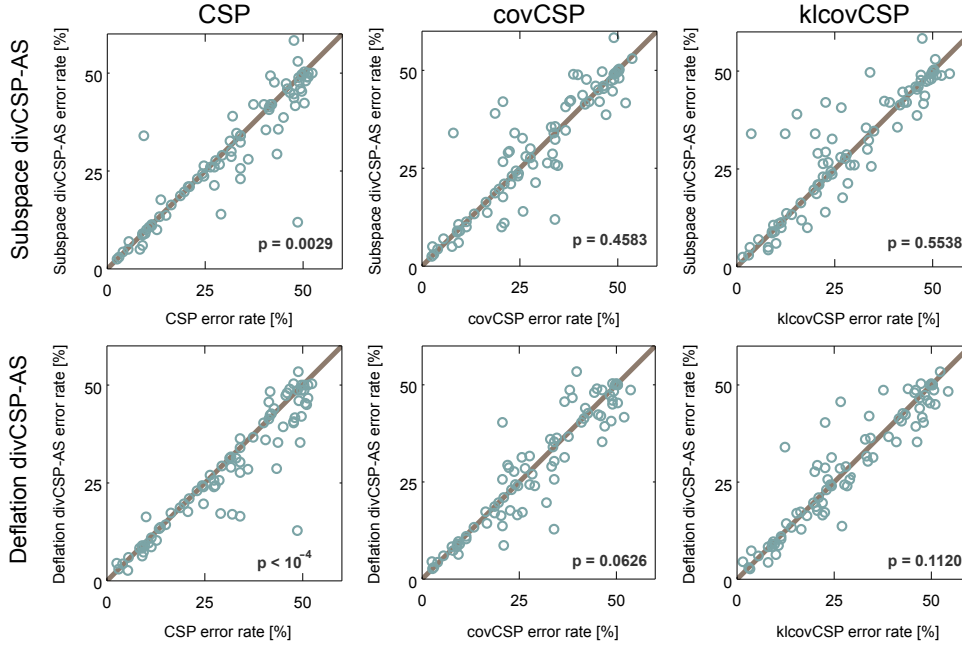 CSP
covCSP
klcovCSP
Subspace divCSP-AS
Subspace divCSP-AS error rate [%]
50
25
0
0
25
50
CSP error rate [%]
p = 0.0029
Subspace divCSP-AS error rate [%]
50
25
0
0
25
50
covCSP error rate [%]
p = 0.4583
Subspace divCSP-AS error rate [%]
50
25
0
0
25
50
klcovCSP error rate [%]
p = 0.5538
Deflation divCSP-AS
Deflation divCSP-AS error rate [%]
50
25
0
0
25
50
CSP error rate [%]
p < 10⁻⁴
Deflation divCSP-AS error rate [%]
50
25
0
0
25
50
covCSP error rate [%]
p = 0.0626
Deflation divCSP-AS error rate [%]
50
25
0
0
25
50
klcovCSP error rate [%]
p = 0.1120